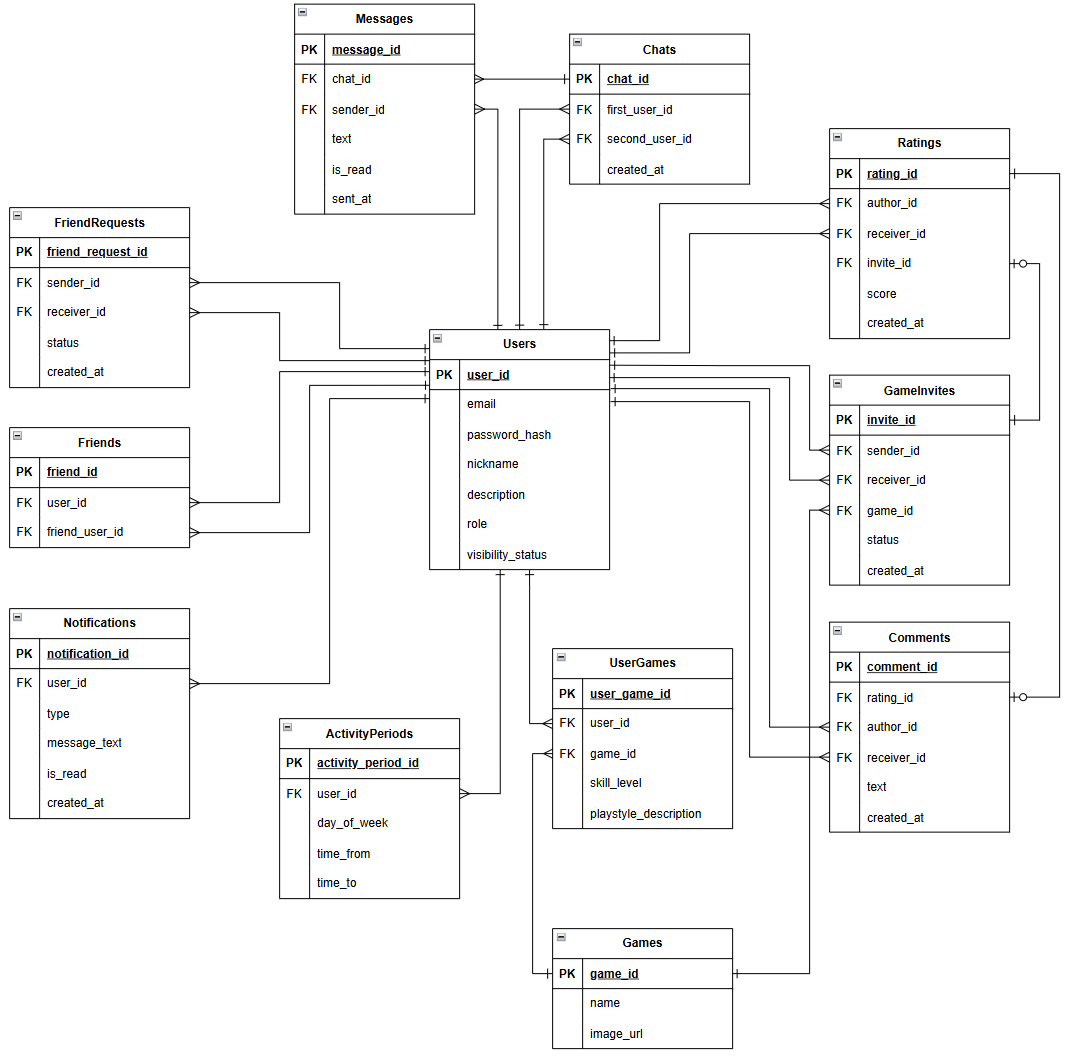 Messages
PK message_id
FK chat_id
FK sender_id
text
is_read
sent_at
Chats
PK chat_id
FK first_user_id
FK second_user_id
created_at
Ratings
PK rating_id
FK author_id
FK receiver_id
FK invite_id
score
created_at
FriendRequests
PK friend_request_id
FK sender_id
FK receiver_id
status
created_at
Users
PK user_id
email
password_hash
nickname
description
role
visibility_status
GameInvites
PK invite_id
FK sender_id
FK receiver_id
FK game_id
status
created_at
Friends
PK friend_id
FK user_id
FK friend_user_id
Notifications
PK notification_id
FK user_id
type
message_text
is_read
created_at
Comments
PK comment_id
FK rating_id
FK author_id
FK receiver_id
text
created_at
UserGames
PK user_game_id
FK user_id
FK game_id
skill_level
playstyle_description
ActivityPeriods
PK activity_period_id
FK user_id
day_of_week
time_from
time_to
Games
PK game_id
name
image_url